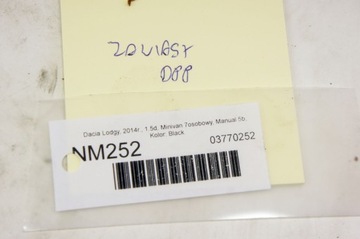 ZAWIASY
DPP
Dacia Lodgy, 2014r., 1.5d, Minivan 7osobowy, Manual 5b,
Kolor: Black
NM252
03770252